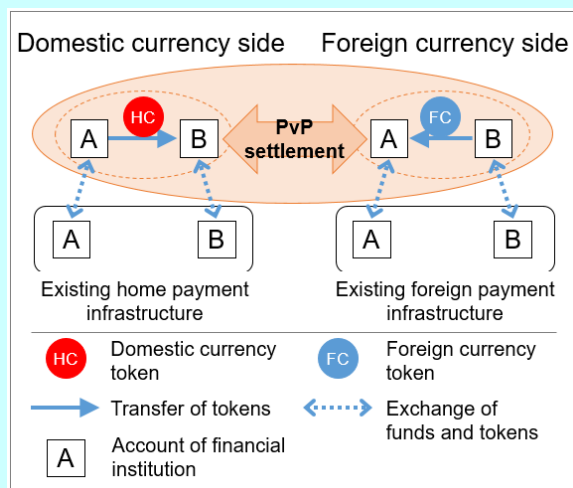 Domestic currency side
Foreign currency side
HC
FC
A
B
PvP
settlement
A
B
A
B
A
B
Existing home payment
infrastructure
Existing foreign payment
infrastructure
HC
Domestic currency
token
FC
Foreign currency
token
Transfer of tokens
Exchange of
funds and tokens
A
Account of financial
institution